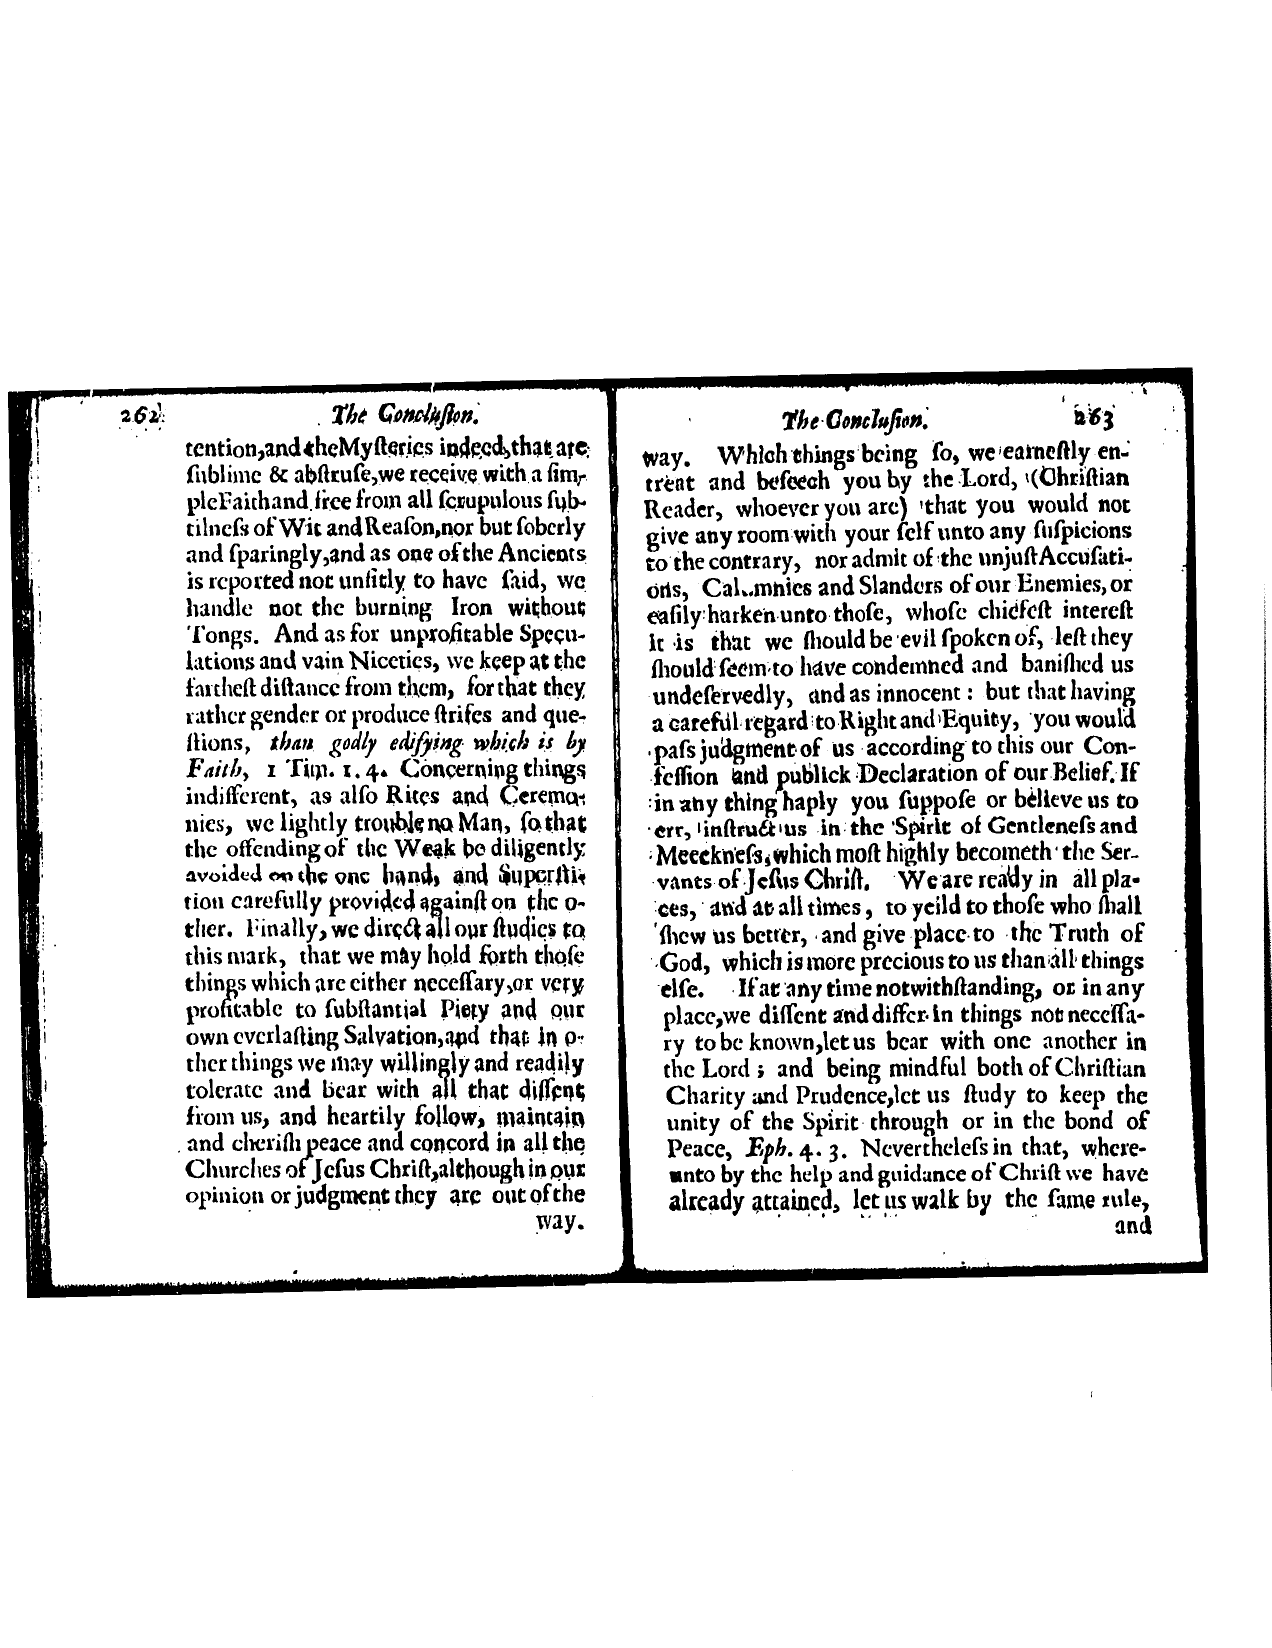 262
The Conclusion.
tention, and the Myſteries indeed, that are
ſublime & abſtruſe, we receive with a ſim-
ple Faith and free from all ſcrupulous ſub-
tilneſs of Wit and Reaſon, nor but ſoberly
and ſparingly, and as one of the Ancients
is reported not unfitly to have ſaid, we
handle not the burning Iron without
Tongs. And as for unprofitable Specu-
lations and vain Niceties, we keep at the
fartheſt diſtance from them, for that they
rather gender or produce ſtrifes and que-
ſtions, than godly edifying which is by
Faith, 1 Tim. 1. 4. Concerning things
indifferent, as alſo Rites and Ceremo-
nies, we lightly trouble no Man, ſo that
the offending of the Weak be diligently
avoided on the one hand, and Superſti-
tion carefully provided againſt on the o-
ther. Finally, we direct all our ſtudies to
this mark, that we may hold forth thoſe
things which are either neceſſary, or very
profitable to ſubſtantial Piety and our
own everlaſting Salvation, and that in o-
ther things we may willingly and readily
tolerate and bear with all that diſſent
from us, and heartily follow, maintain
and cheriſh peace and concord in all the
Churches of Jeſus Chriſt, although in our
opinion or judgment they are out of the
way.
The Concluſion.
263
way. Which things being ſo, we earneſtly en-
treat and beſeech you by the Lord, (Chriſtian
Reader, whoever you are) that you would not
give any room with your ſelf unto any ſuſpicions
to the contrary, nor admit of the unjuſt Accuſati-
ons, Calumnies and Slanders of our Enemies, or
eaſily harken unto thoſe, whoſe chiefeſt intereſt
it is that we ſhould be evil ſpoken of, leſt they
ſhould ſeem to have condemned and baniſhed us
undeſervedly, and as innocent : but that having
a careful regard to Right and Equity, you would
paſs judgment of us according to this our Con-
feſſion and publick Declaration of our Belief. If
in any thing haply you ſuppoſe or believe us to
err, inſtruct us in the Spirit of Gentleneſs and
Meeckneſs, which moſt highly becometh the Ser-
vants of Jeſus Chriſt. We are ready in all pla-
ces, and at all times, to yeild to thoſe who ſhall
ſhew us better, and give place to the Truth of
God, which is more precious to us than all things
elſe. If at any time notwithſtanding, or in any
place, we diſſent and differ in things not neceſſa-
ry to be known, let us bear with one another in
the Lord ; and being mindful both of Chriſtian
Charity and Prudence, let us ſtudy to keep the
unity of the Spirit through or in the bond of
Peace, Eph. 4. 3. Nevertheleſs in that, where-
unto by the help and guidance of Chriſt we have
already attained, let us walk by the ſame rule,
and